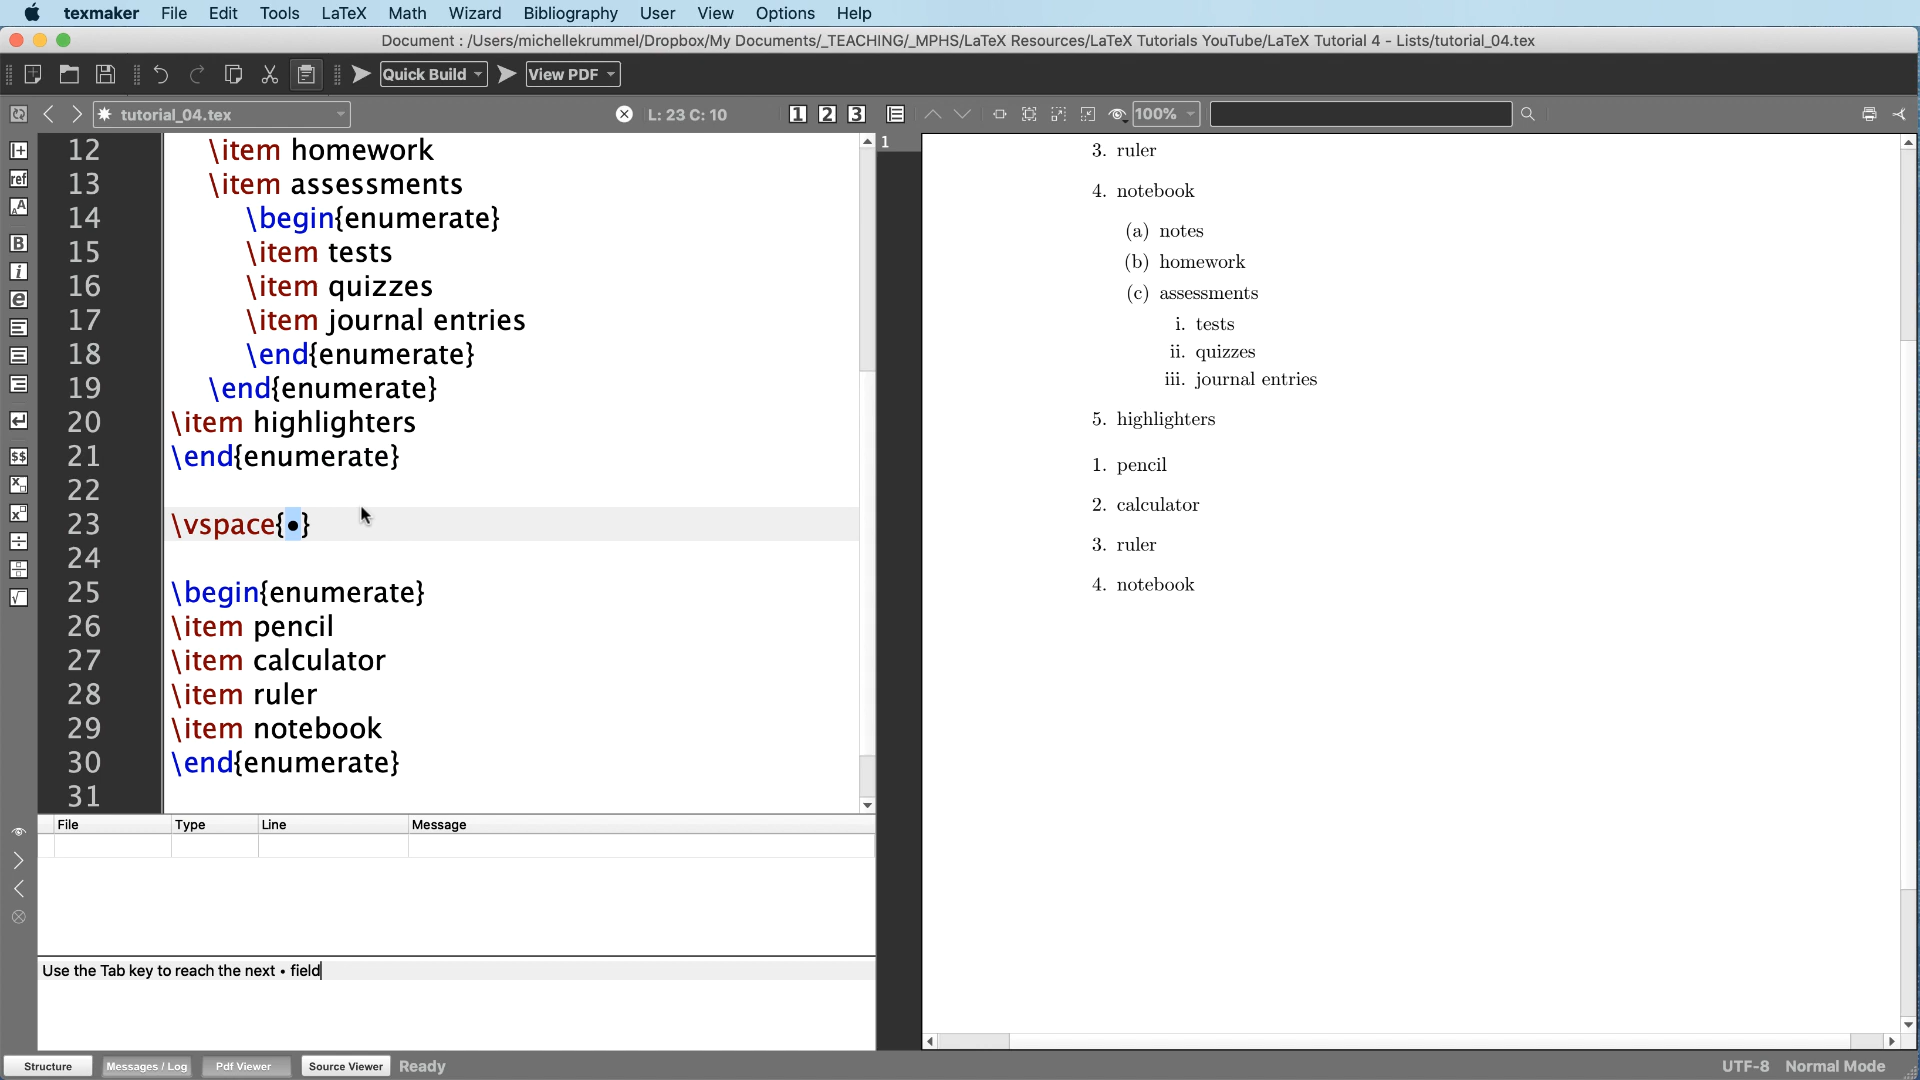 texmaker File Edit Tools LaTeX Math Wizard Bibliography User View Options Help
Document : /Users/michellekrummel/Dropbox/My Documents/_TEACHING/_MPHS/LaTeX Resources/LaTeX Tutorials YouTube/LaTeX Tutorial 4 - Lists/tutorial_04.tex
Quick Build View PDF
tutorial_04.tex L: 23 C: 10 1 2 3 100%
12 \item homework
13 \item assessments
14 \begin{enumerate}
15 \item tests
16 \item quizzes
17 \item journal entries
18 \end{enumerate}
19 \end{enumerate}
20 \item highlighters
21 \end{enumerate}
22
23 \vspace{•}
24
25 \begin{enumerate}
26 \item pencil
27 \item calculator
28 \item ruler
29 \item notebook
30 \end{enumerate}
31
1
3. ruler
4. notebook
(a) notes
(b) homework
(c) assessments
i. tests
ii. quizzes
iii. journal entries
5. highlighters
1. pencil
2. calculator
3. ruler
4. notebook
File Type Line Message
Use the Tab key to reach the next • field
Structure Messages / Log Pdf Viewer Source Viewer Ready UTF-8 Normal Mode